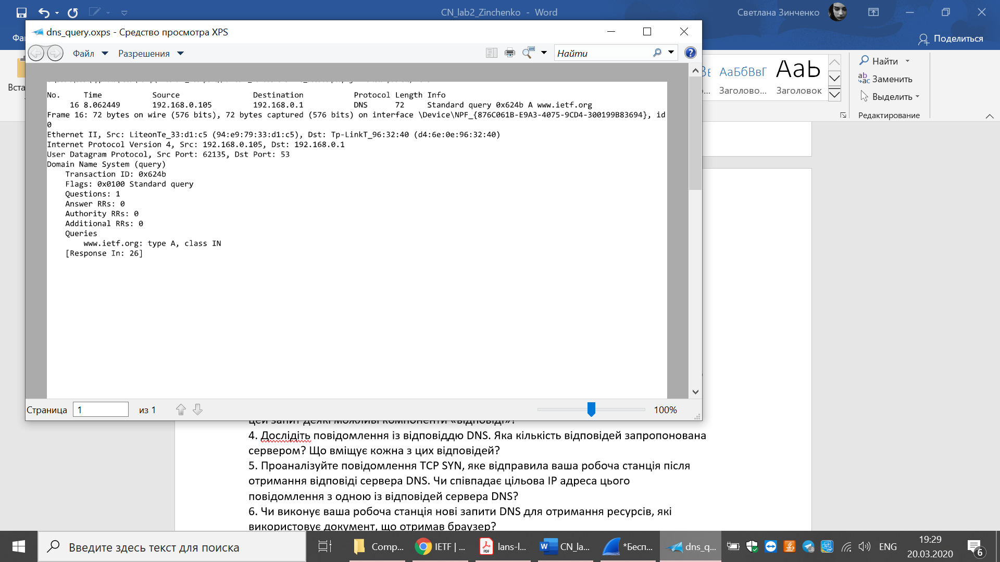 CN_lab2_Zinchenko - Word
Светлана Зинченко
Поделиться
dns_query.oxps - Средство просмотра XPS
Файл
Разрешения
Найти
АаБбВвГ
АаЬ
Заголово...
Заголовок
Найти
Заменить
Выделить
Редактирование
No. Time Source Destination Protocol Length Info
16 8.062449 192.168.0.105 192.168.0.1 DNS 72 Standard query 0x624b A www.ietf.org
Frame 16: 72 bytes on wire (576 bits), 72 bytes captured (576 bits) on interface \Device\NPF_{876C061B-E9A3-4075-9CD4-300199B83694}, id
0
Ethernet II, Src: LiteonTe_33:d1:c5 (94:e9:79:33:d1:c5), Dst: Tp-LinkT_96:32:40 (d4:6e:0e:96:32:40)
Internet Protocol Version 4, Src: 192.168.0.105, Dst: 192.168.0.1
User Datagram Protocol, Src Port: 62135, Dst Port: 53
Domain Name System (query)
Transaction ID: 0x624b
Flags: 0x0100 Standard query
Questions: 1
Answer RRs: 0
Authority RRs: 0
Additional RRs: 0
Queries
www.ietf.org: type A, class IN
[Response In: 26]
Страница 1 из 1
100%
цей запит деякі можливі компоненти «відповіді»?
4. Дослідіть повідомлення із відповіддю DNS. Яка кількість відповідей запропонована
сервером? Що вміщує кожна з цих відповідей?
5. Проаналізуйте повідомлення TCP SYN, яке відправила ваша робоча станція після
отримання відповіді сервера DNS. Чи співпадає цільова IP адреса цього
повідомлення з одною із відповідей сервера DNS?
6. Чи виконує ваша робоча станція нові запити DNS для отримання ресурсів, які
використовує документ, що отримав браузер?
Введите здесь текст для поиска
Comp...
IETF | ...
lans-l...
CN_la...
*Бесп...
dns_q...
ENG
19:29
20.03.2020
6